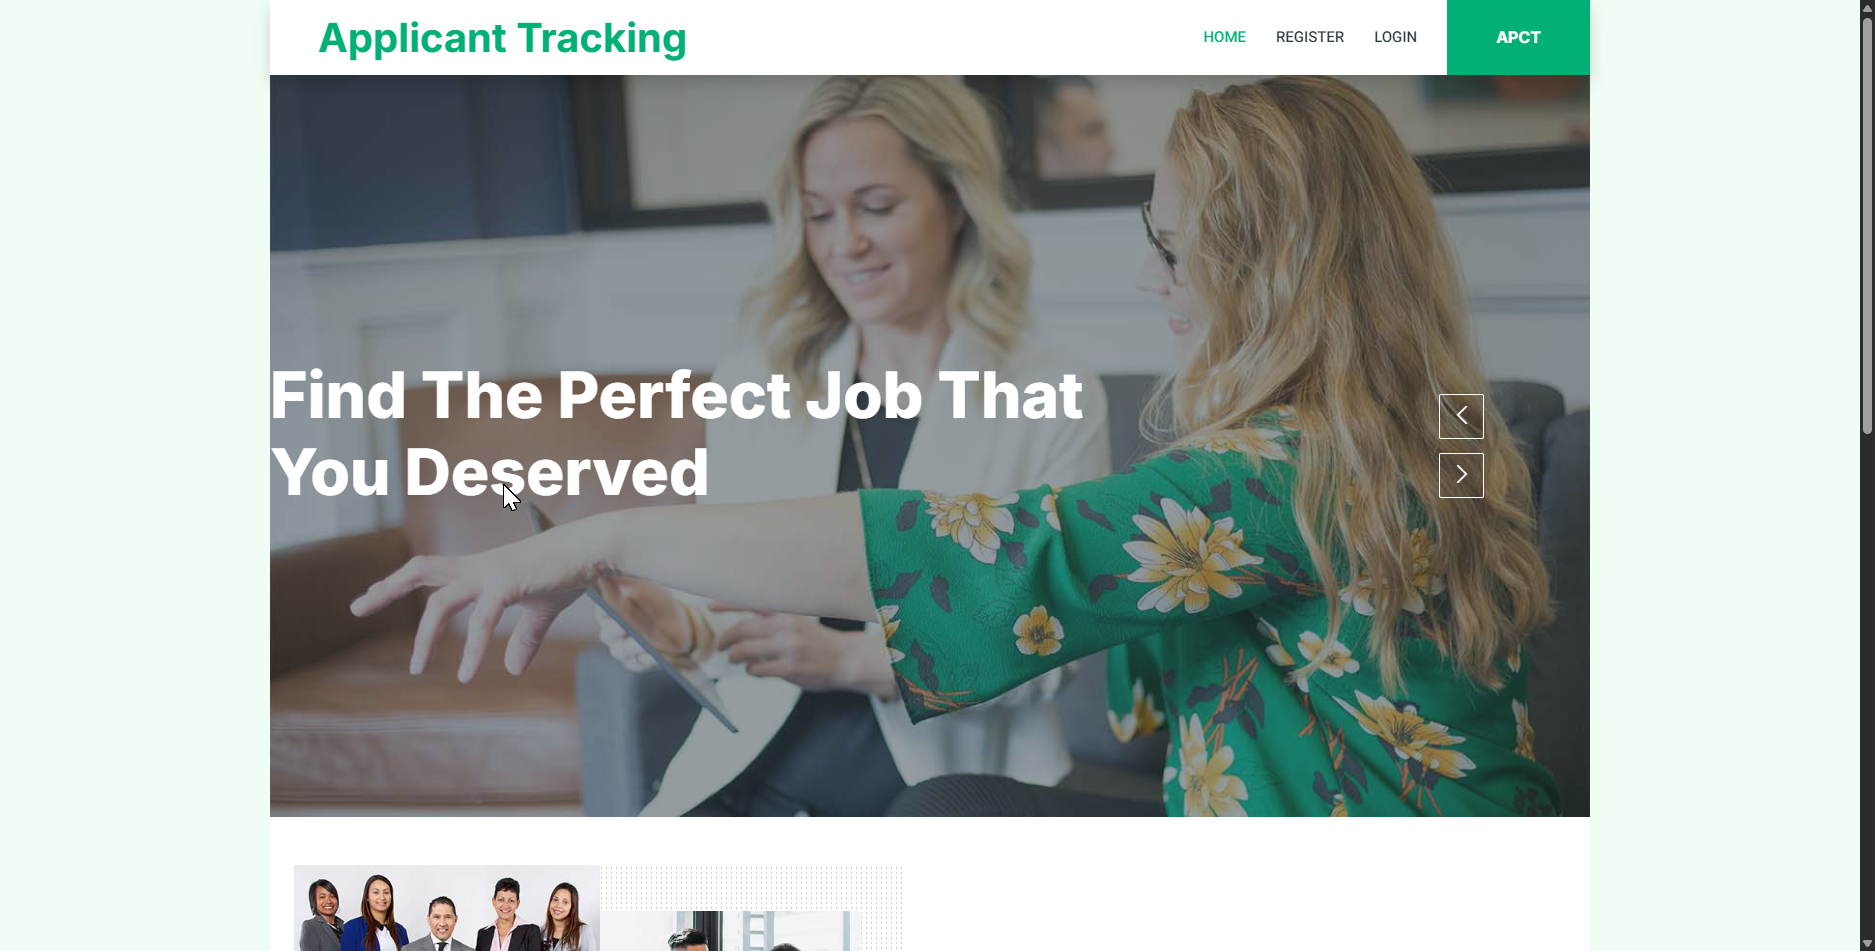 Applicant Tracking
HOME
REGISTER
LOGIN
APCT
Find The Perfect Job That
You Deserved